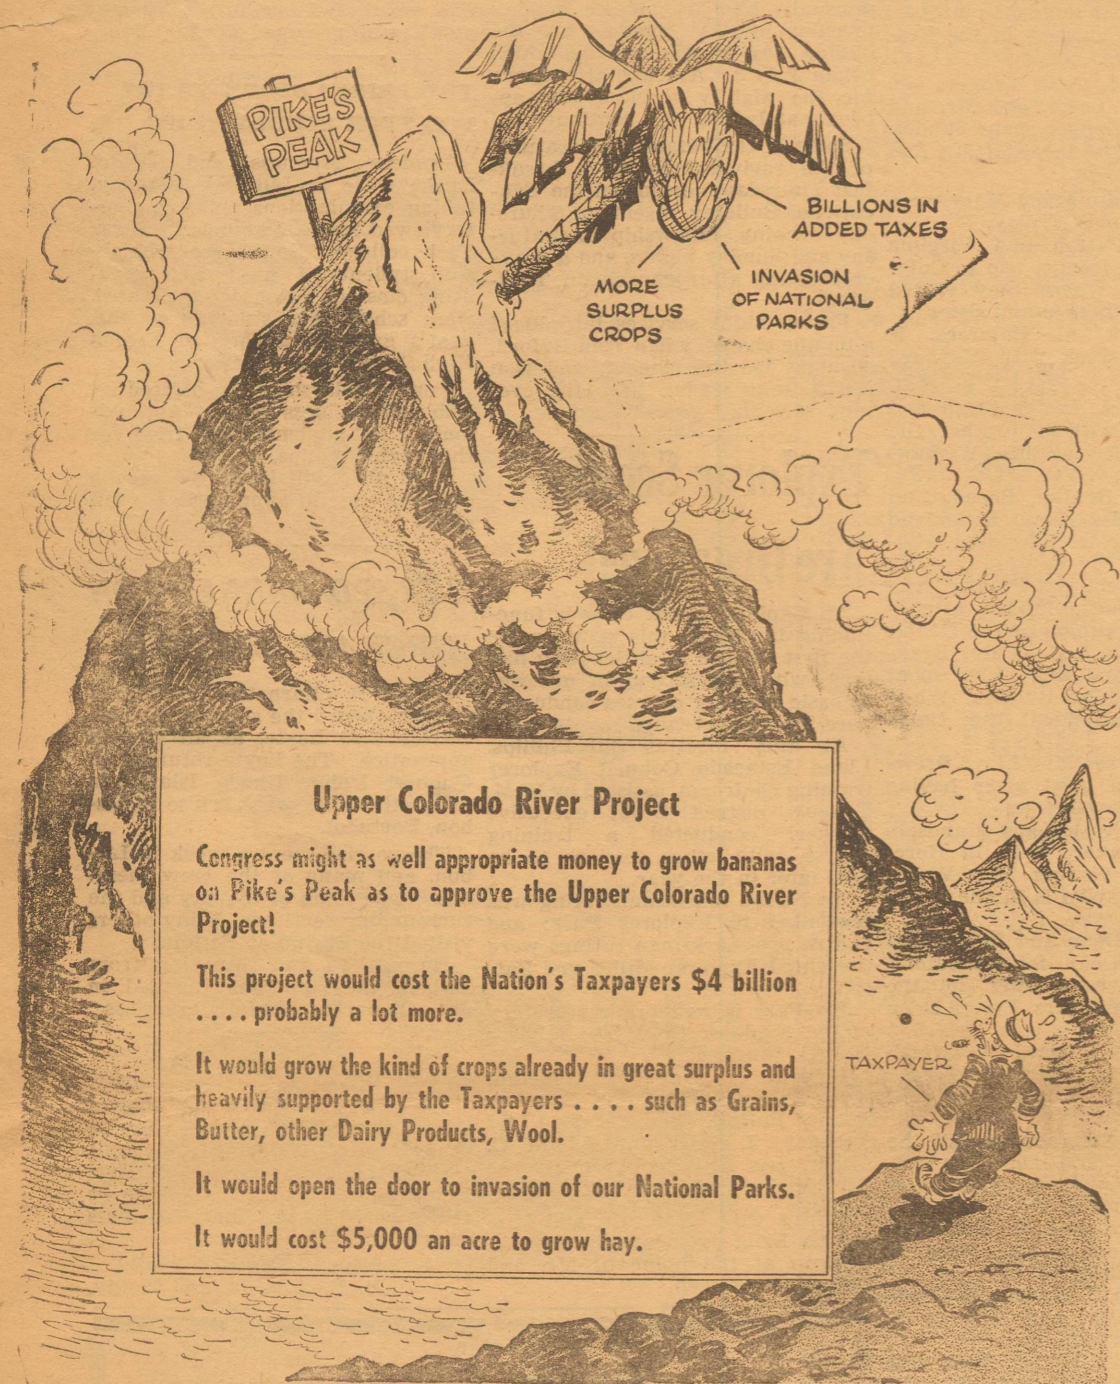 PIKE'S
PEAK
BILLIONS IN
ADDED TAXES
MORE
SURPLUS
CROPS
INVASION
OF NATIONAL
PARKS
Upper Colorado River Project
Congress might as well appropriate money to grow bananas
on Pike's Peak as to approve the Upper Colorado River
Project!
This project would cost the Nation's Taxpayers $4 billion
.... probably a lot more.
It would grow the kind of crops already in great surplus and
heavily supported by the Taxpayers .... such as Grains,
Butter, other Dairy Products, Wool.
It would open the door to invasion of our National Parks.
It would cost $5,000 an acre to grow hay.
TAXPAYER